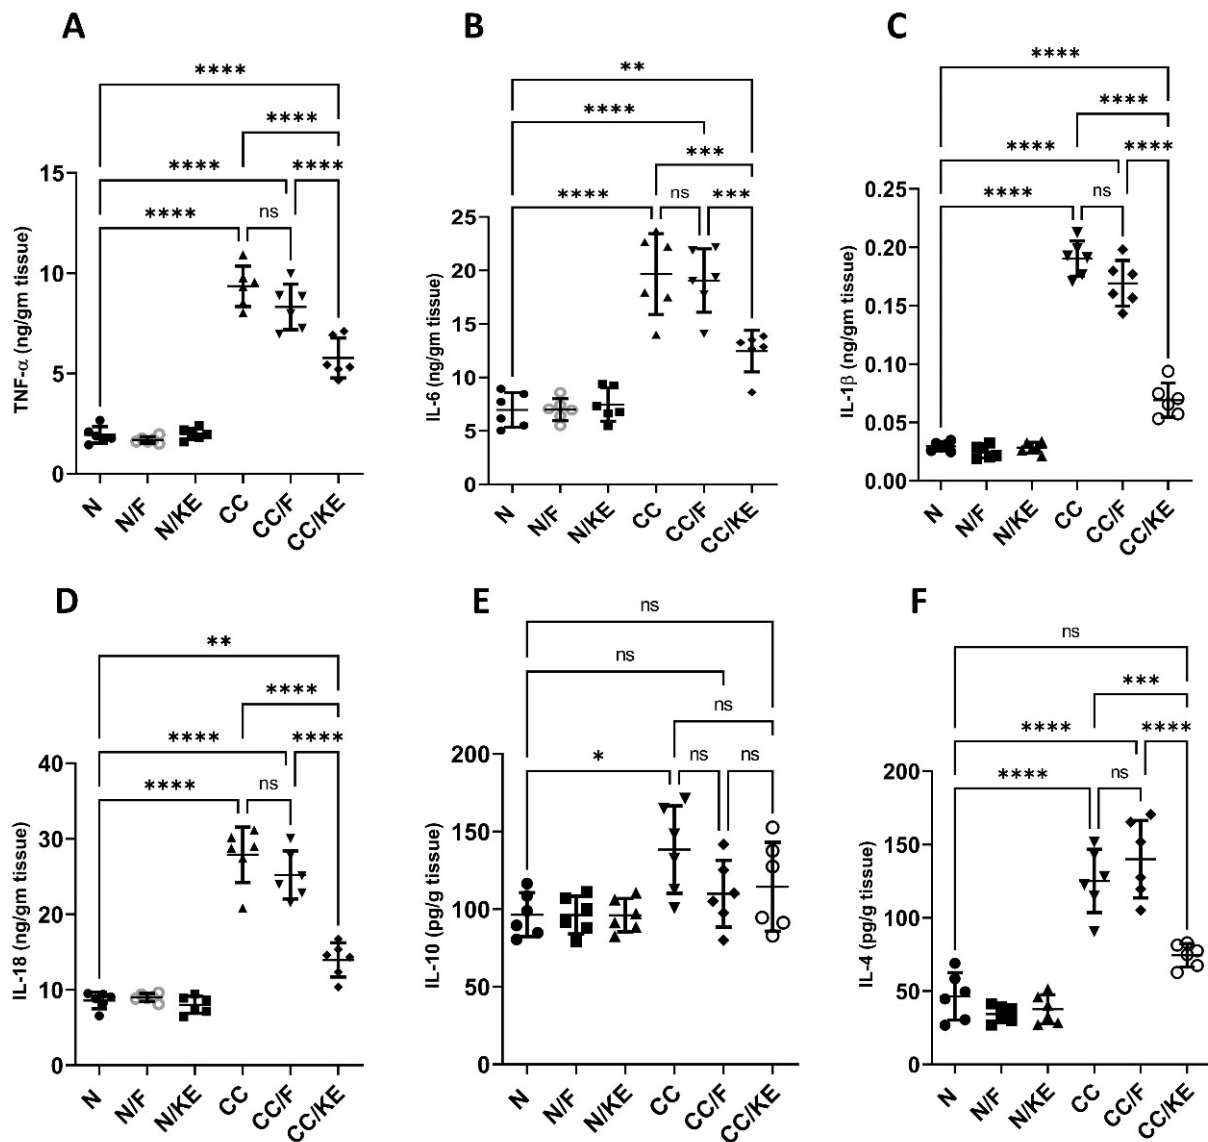 A
****
****
****
****
****
ns
TNF-α (ng/gm tissue)
15
10
5
0
N
N/F
N/KE
CC
CC/F
CC/KE
B
**
****
***
****
ns
***
IL-6 (ng/gm tissue)
25
20
15
10
5
0
N
N/F
N/KE
CC
CC/F
CC/KE
C
****
****
****
****
****
ns
IL-1β (ng/gm tissue)
0.25
0.20
0.15
0.10
0.05
0.00
N
N/F
N/KE
CC
CC/F
CC/KE
D
**
****
****
****
****
ns
IL-18 (ng/gm tissue)
40
30
20
10
0
N
N/F
N/KE
CC
CC/F
CC/KE
E
ns
ns
ns
*
ns
ns
IL-10 (pg/g tissue)
200
150
100
50
0
N
N/F
N/KE
CC
CC/F
CC/KE
F
ns
***
****
****
****
ns
IL-4 (pg/g tissue)
200
150
100
50
0
N
N/F
N/KE
CC
CC/F
CC/KE